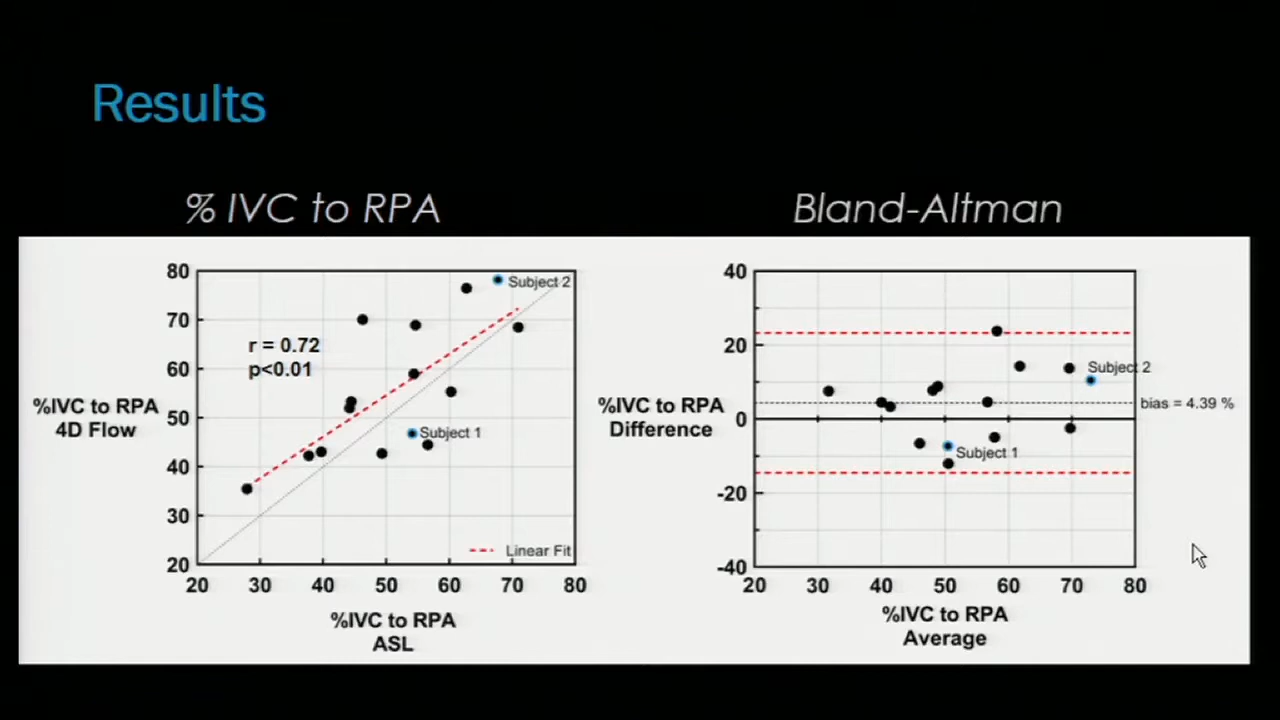 Results
% IVC to RPA
Bland-Altman
80
70
60
50
40
30
20
20
30
40
50
60
70
80
%IVC to RPA
4D Flow
r = 0.72
p<0.01
Subject 2
Subject 1
Linear Fit
%IVC to RPA
ASL
40
20
0
-20
-40
20
30
40
50
60
70
80
%IVC to RPA
Difference
Subject 2
bias = 4.39 %
Subject 1
%IVC to RPA
Average